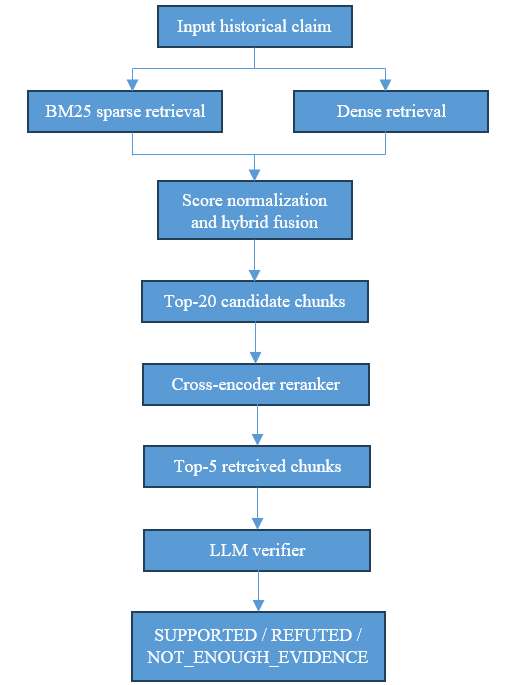 Input historical claim
BM25 sparse retrieval
Dense retrieval
Score normalization
and hybrid fusion
Top-20 candidate chunks
Cross-encoder reranker
Top-5 retreived chunks
LLM verifier
SUPPORTED / REFUTED /
NOT_ENOUGH_EVIDENCE